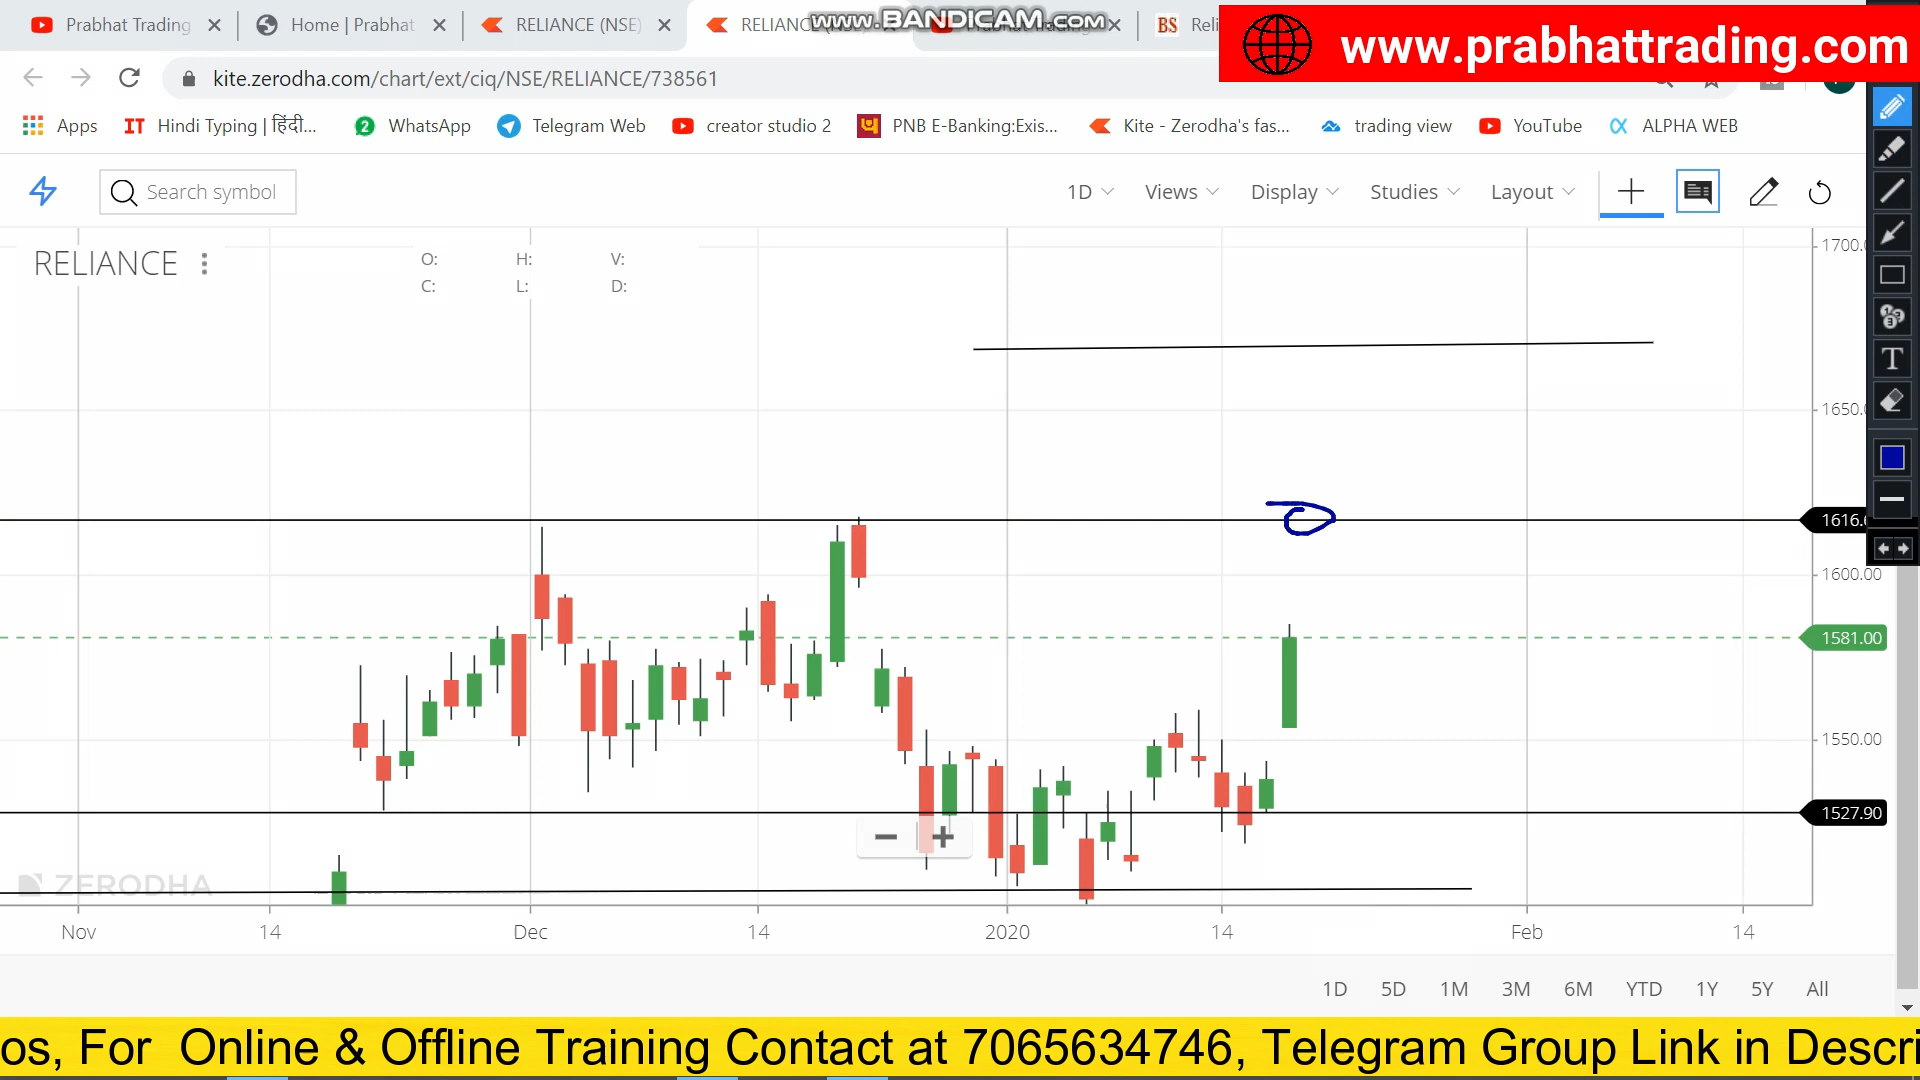 Prabhat Trading
Home | Prabhat
RELIANCE (NSE)
RELIANCE
www.BANDICAM.com
BS
www.prabhattrading.com
kite.zerodha.com/chart/ext/ciq/NSE/RELIANCE/738561
Apps
IT Hindi Typing | हिंदी...
2 WhatsApp
Telegram Web
creator studio 2
PNB E-Banking:Exis...
Kite - Zerodha's fas...
trading view
YouTube
ALPHA WEB
Search symbol
1D
Views
Display
Studies
Layout
RELIANCE
O: H: V:
C: L: D:
1700.
1650.
1616.
1600.00
1581.00
1550.00
1527.90
ZERODHA
Nov 14 Dec 14 2020 14 Feb 14
1D 5D 1M 3M 6M YTD 1Y 5Y All
os, For Online & Offline Training Contact at 7065634746, Telegram Group Link in Descri